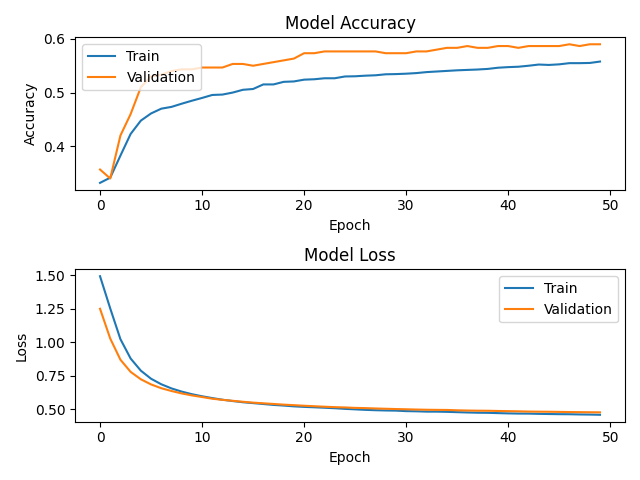 Model Accuracy
0.6
0.5
0.4
Accuracy
Train
Validation
0
10
20
30
40
50
Epoch
Model Loss
1.50
1.25
1.00
0.75
0.50
Loss
Train
Validation
0
10
20
30
40
50
Epoch